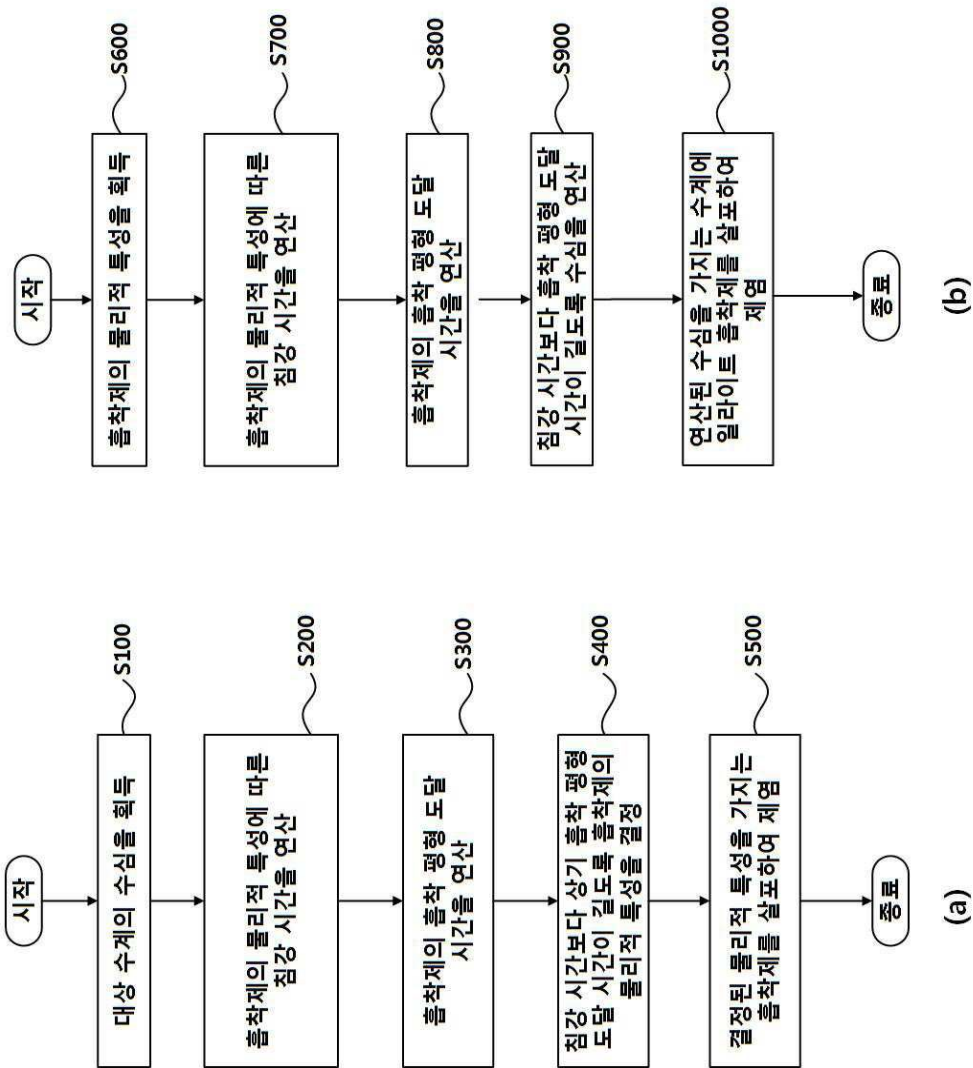 시작
대상 수계의 수심을 획득
S100
흡착제의 물리적 특성에 따른
침강 시간을 연산
S200
흡착제의 흡착 평형 도달
시간을 연산
S300
침강 시간보다 상기 흡착 평형
도달 시간이 길도록 흡착제의
물리적 특성을 결정
S400
결정된 물리적 특성을 가지는
흡착제를 살포하여 제염
S500
종료
(a)
시작
흡착제의 물리적 특성을 획득
S600
흡착제의 물리적 특성에 따른
침강 시간을 연산
S700
흡착제의 흡착 평형 도달
시간을 연산
S800
침강 시간보다 흡착 평형 도달
시간이 길도록 수심을 연산
S900
연산된 수심을 가지는 수계에
일라이트 흡착제를 살포하여
제염
S1000
종료
(b)